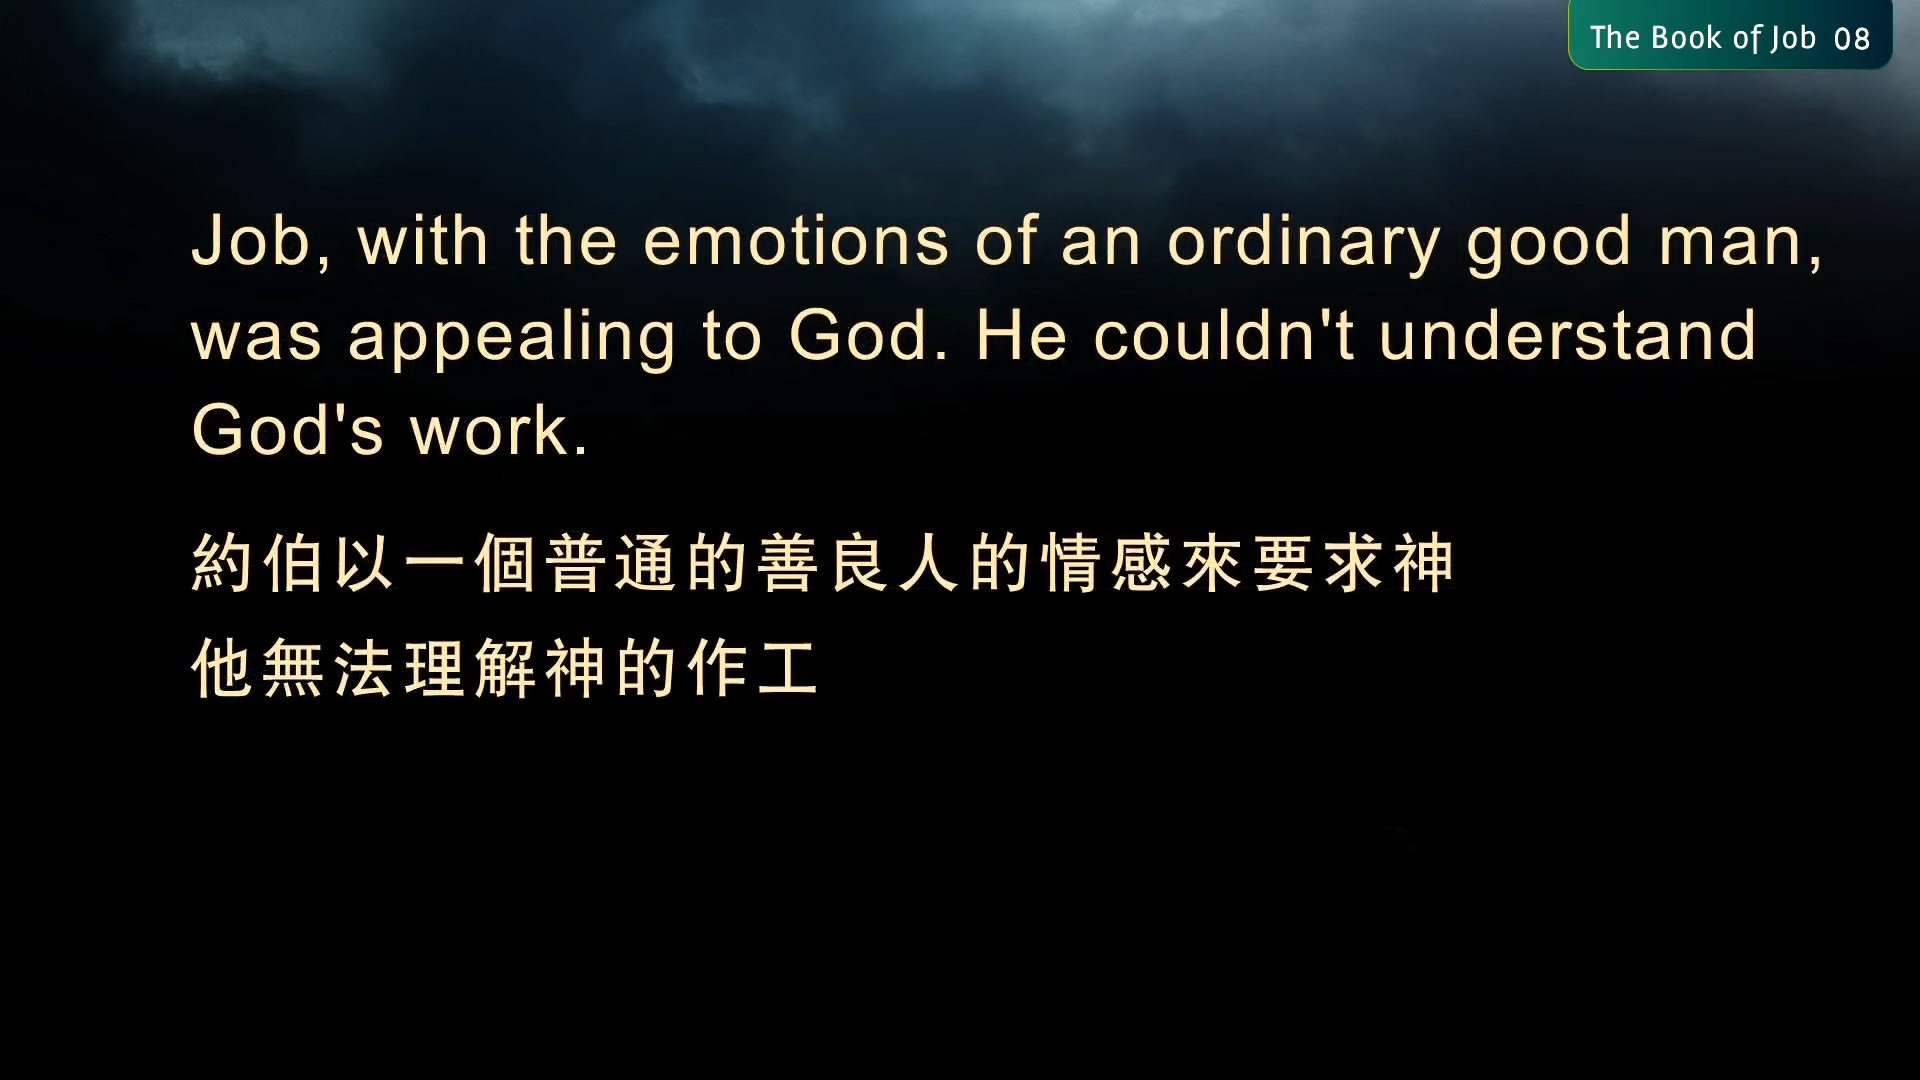 The Book of Job 08
Job, with the emotions of an ordinary good man,
was appealing to God. He couldn't understand
God's work.
約伯以一個普通的善良人的情感來要求神
他無法理解神的作工